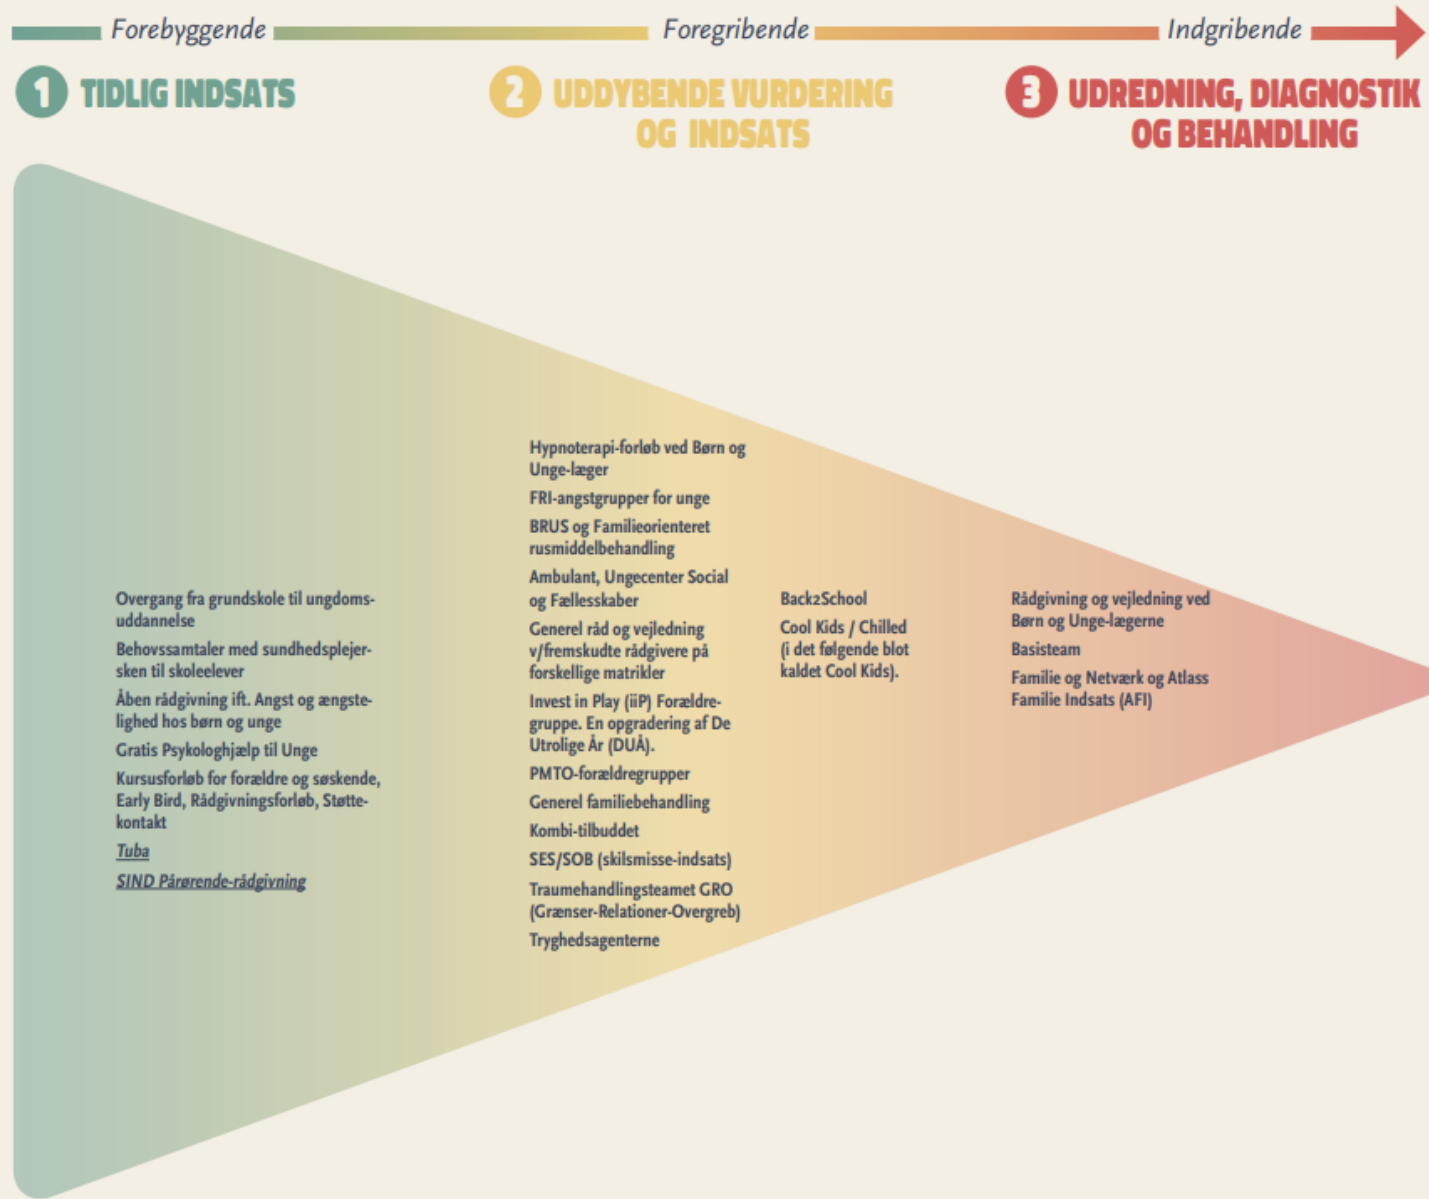 Forebyggende
Foregribende
Indgribende
1 TIDLIG INDSATS
2 UDDYBENDE VURDERING
OG INDSATS
3 UDREDNING, DIAGNOSTIK
OG BEHANDLING
Overgang fra grundskole til ungdoms-
uddannelse
Behovssamtaler med sundhedsplejer-
sken til skoleelever
Åben rådgivning ift. Angst og ængste-
lighed hos børn og unge
Gratis Psykologhjælp til Unge
Kursusforløb for forældre og søskende,
Early Bird, Rådgivningsforløb, Støtte-
kontakt
Tuba
SIND Pårørende-rådgivning
Hypnoterapi-forløb ved Børn og
Unge-læger
FRI-angstgrupper for unge
BRUS og Familieorienteret
rusmiddelbehandling
Ambulant, Ungecenter Social
og Fællesskaber
Generel råd og vejledning
v/fremskudte rådgivere på
forskellige matrikler
Invest in Play (iiP) Forældre-
gruppe. En opgradering af De
Utrolige År (DUÅ).
PMTO-forældregrupper
Generel familiebehandling
Kombi-tilbuddet
SES/SOB (skilsmisse-indsats)
Traumehandlingsteamet GRO
(Grænser-Relationer-Overgreb)
Tryghedsagenterne
Back2School
Cool Kids / Chilled
(i det følgende blot
kaldet Cool Kids).
Rådgivning og vejledning ved
Børn og Unge-lægerne
Basisteam
Familie og Netværk og Atlass
Familie Indsats (AFI)